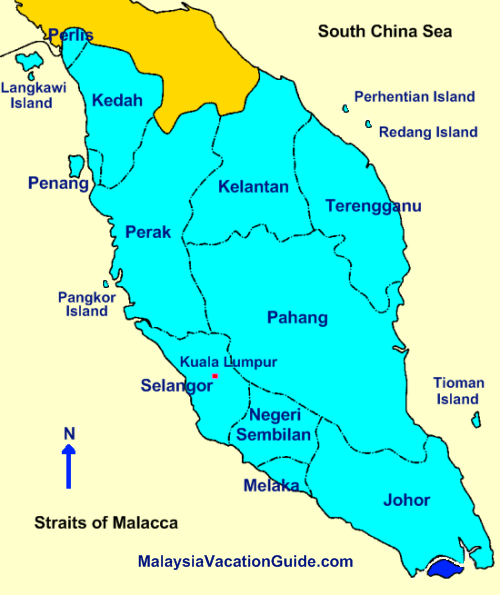 South China Sea
Perlis
Langkawi
Island
Kedah
Perhentian Island
Redang Island
Penang
Kelantan
Terengganu
Perak
Pangkor
Island
Pahang
Kuala Lumpur
Selangor
Tioman
Island
Negeri
Sembilan
N
Melaka
Johor
Straits of Malacca
MalaysiaVacationGuide.com